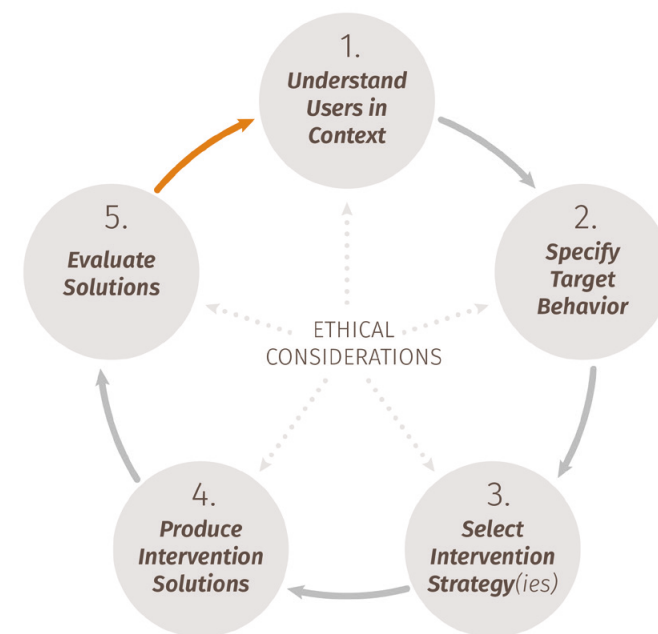 1.
Understand
Users in
Context
2.
Specify
Target
Behavior
3.
Select
Intervention
Strategy(ies)
4.
Produce
Intervention
Solutions
5.
Evaluate
Solutions
ETHICAL
CONSIDERATIONS